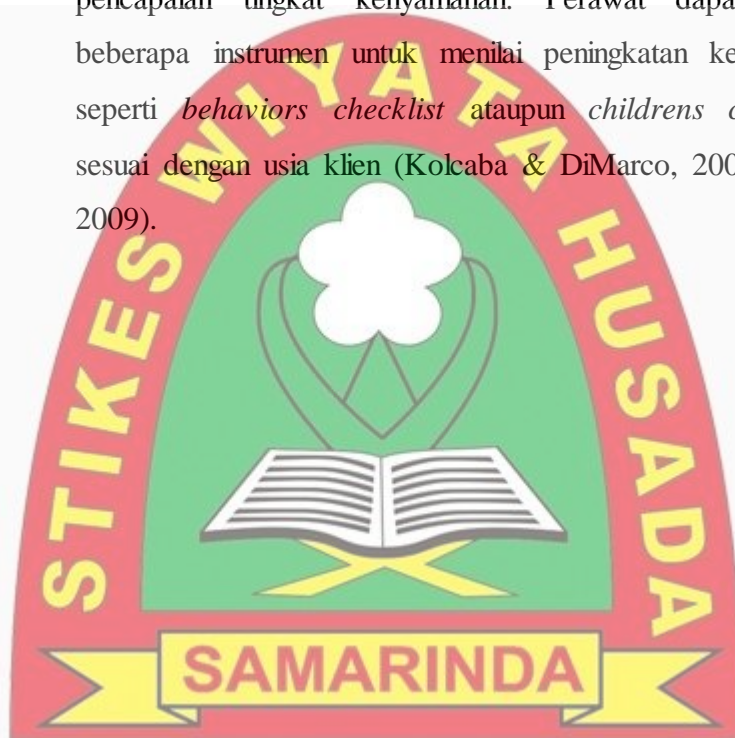 pencapaian tingkat kenyamanan. Perawat dapa
beberapa instrumen untuk menilai peningkatan ke
seperti behaviors checklist ataupun childrens c
sesuai dengan usia klien (Kolcaba & DiMarco, 200
2009).
STIKES WIYATA HUSADA
SAMARINDA